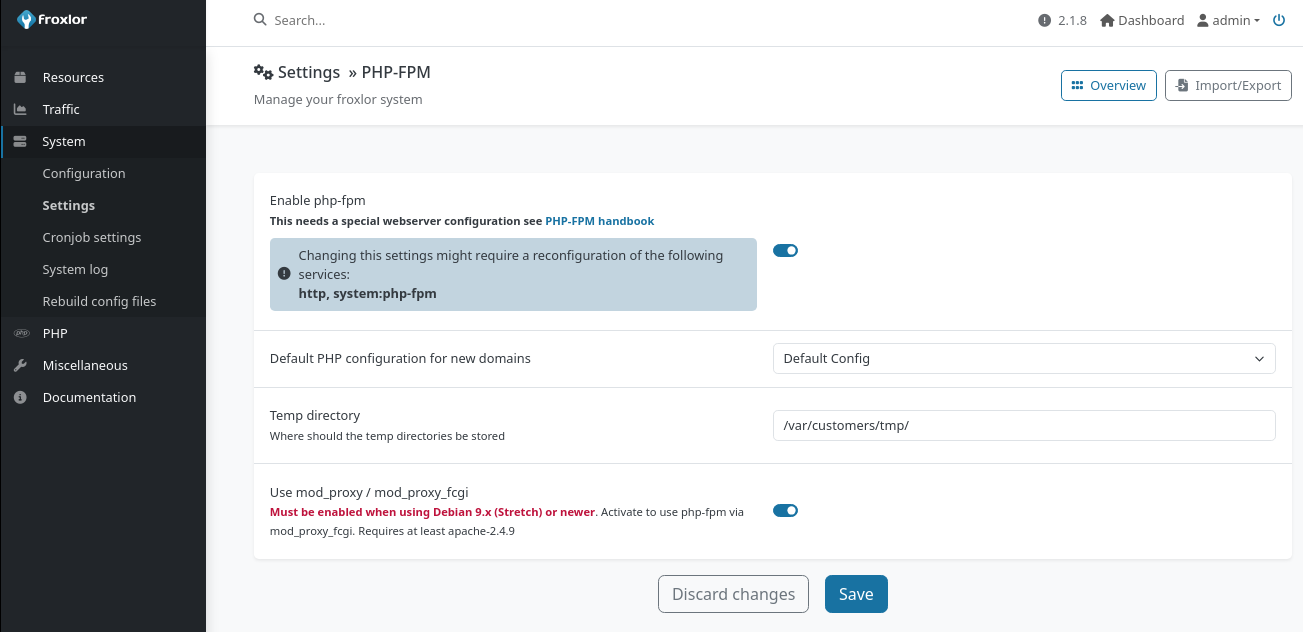 Froxlor
Search...
2.1.8
Dashboard
admin
Resources
Traffic
System
Configuration
Settings
Cronjob settings
System log
Rebuild config files
php PHP
Miscellaneous
Documentation
Settings » PHP-FPM
Manage your froxlor system
Overview
Import/Export
Enable php-fpm
This needs a special webserver configuration see PHP-FPM handbook
Changing this settings might require a reconfiguration of the following
services:
http, system:php-fpm
Default PHP configuration for new domains
Default Config
Temp directory
Where should the temp directories be stored
/var/customers/tmp/
Use mod_proxy / mod_proxy_fcgi
Must be enabled when using Debian 9.x (Stretch) or newer. Activate to use php-fpm via
mod_proxy_fcgi. Requires at least apache-2.4.9
Discard changes
Save